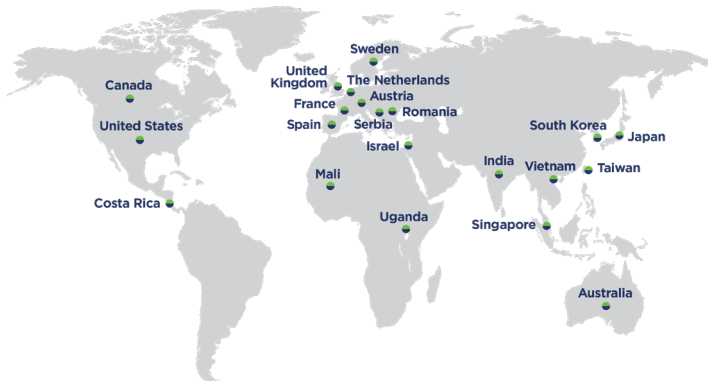 Sweden
United
Kingdom
The Netherlands
Canada
Austria
France
Romania
United States
Spain
Serbia
South Korea
Japan
Israel
India
Vietnam
Taiwan
Mali
Costa Rica
Uganda
Singapore
Australia